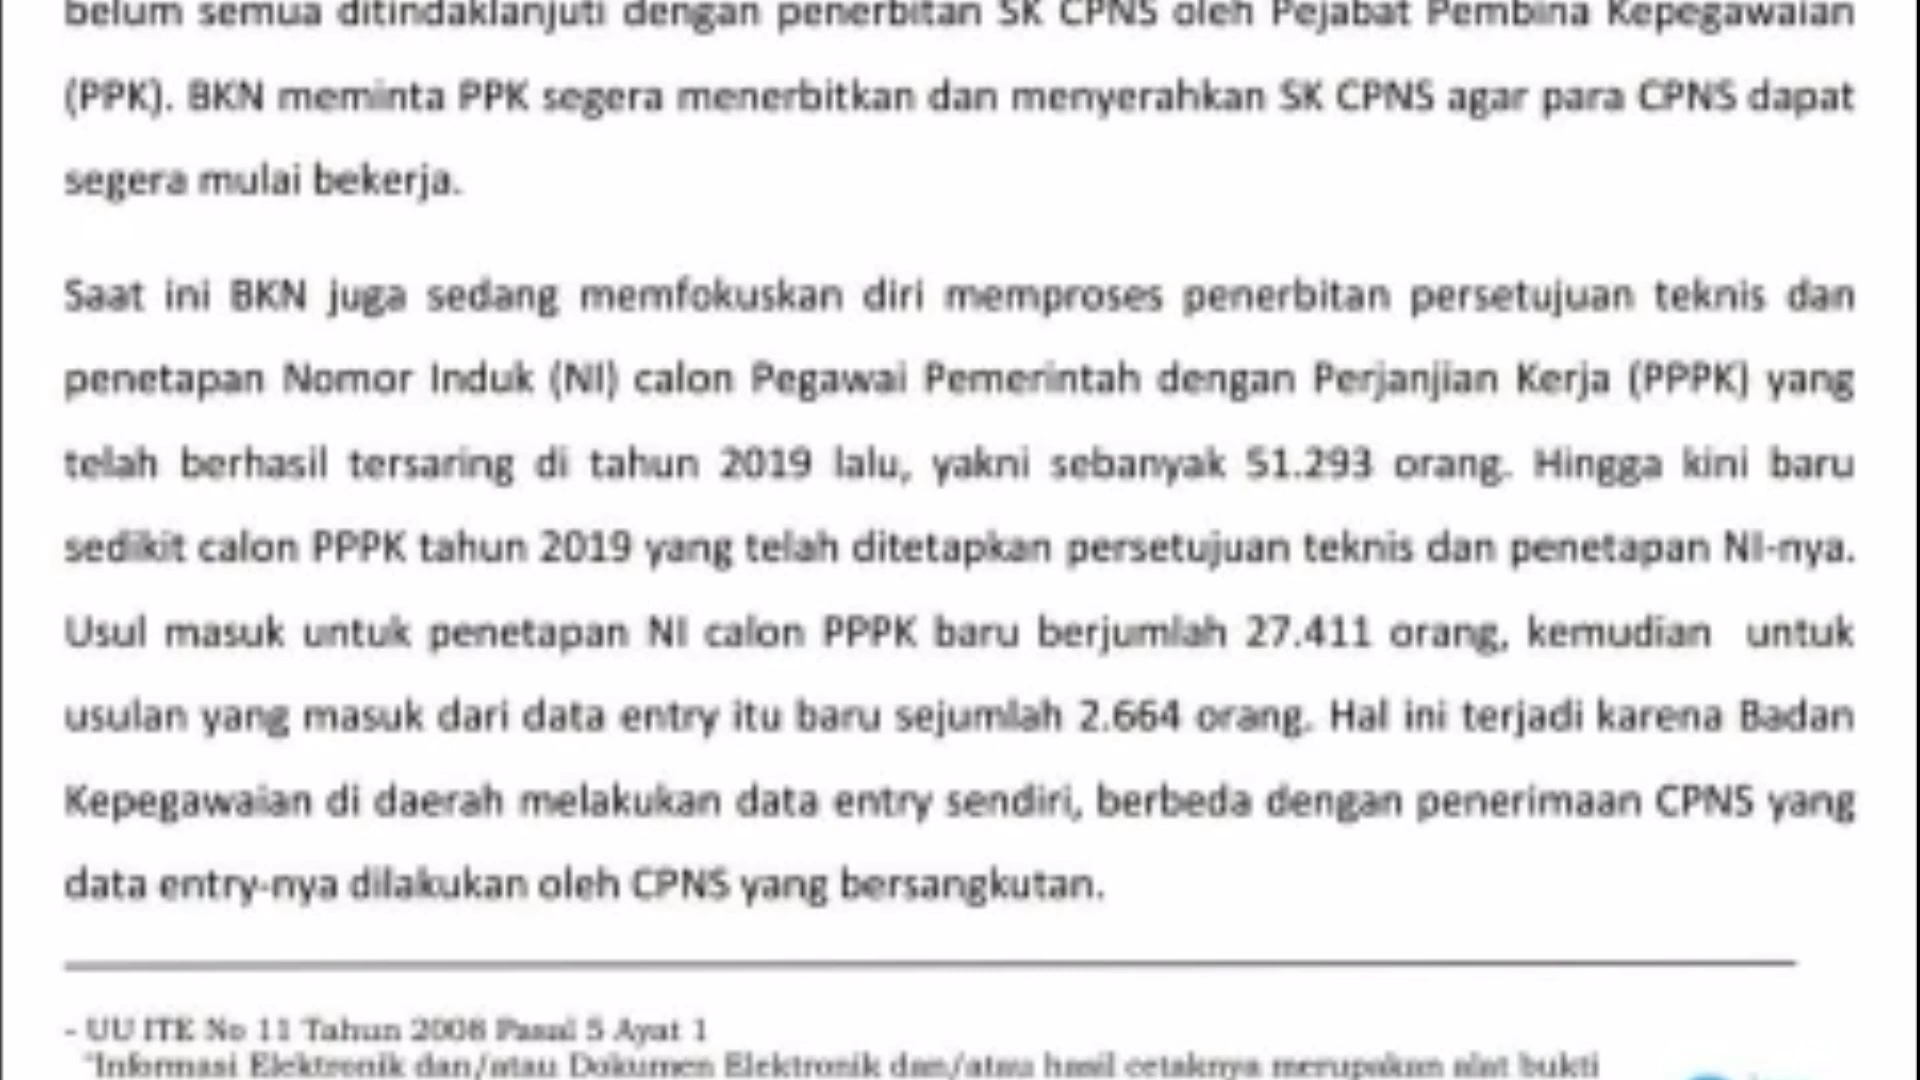 belum semua ditindaklanjuti dengan penerbitan SK CPNS oleh Pejabat Pembina Kepegawaian
(PPK). BKN meminta PPK segera menerbitkan dan menyerahkan SK CPNS agar para CPNS dapat
segera mulai bekerja.
Saat ini BKN juga sedang memfokuskan diri memproses penerbitan persetujuan teknis dan
penetapan Nomor Induk (NI) calon Pegawai Pemerintah dengan Perjanjian Kerja (PPPK) yang
telah berhasil tersaring di tahun 2019 lalu, yakni sebanyak 51.293 orang. Hingga kini baru
sedikit calon PPPK tahun 2019 yang telah ditetapkan persetujuan teknis dan penetapan NI-nya.
Usul masuk untuk penetapan NI calon PPPK baru berjumlah 27.411 orang, kemudian untuk
usulan yang masuk dari data entry itu baru sejumlah 2.664 orang. Hal ini terjadi karena Badan
Kepegawaian di daerah melakukan data entry sendiri, berbeda dengan penerimaan CPNS yang
data entry-nya dilakukan oleh CPNS yang bersangkutan.
- UU ITE No 11 Tahun 2008 Pasal 5 Ayat 1
"Informasi Elektronik dan/atau Dokumen Elektronik dan/atau hasil cetaknya merupakan alat bukti